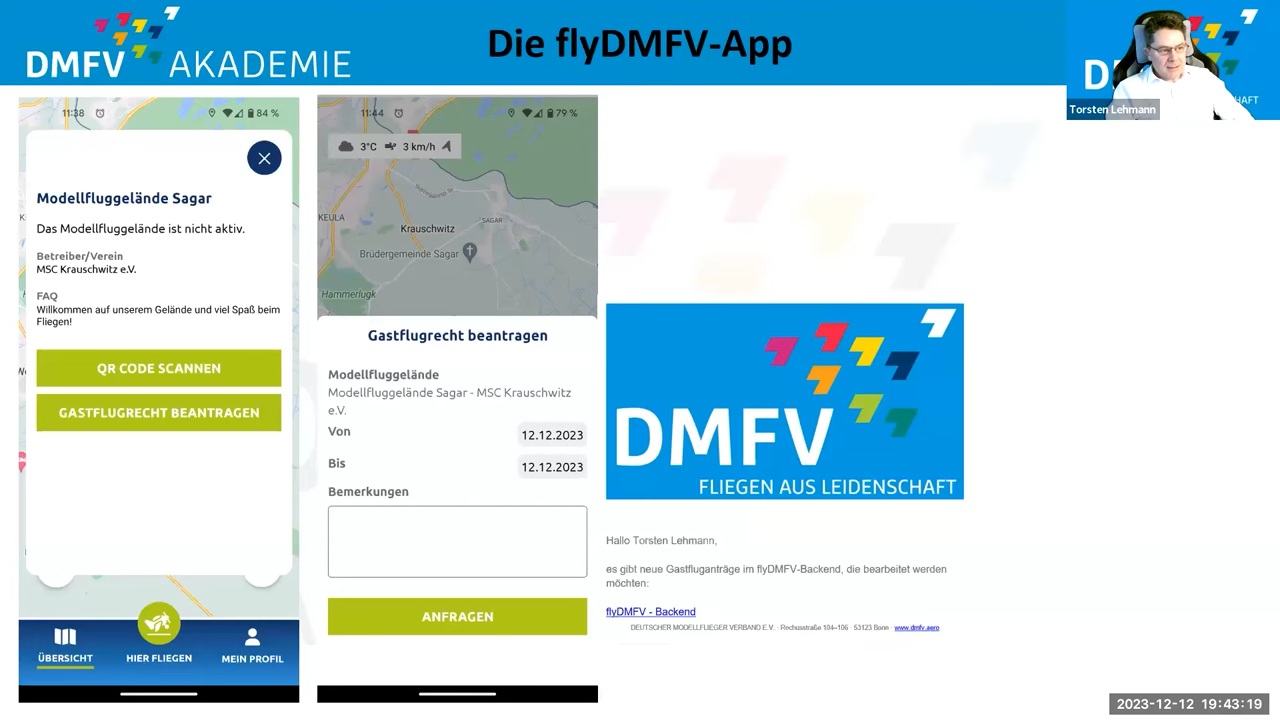 DMFV AKADEMIE
Die flyDMFV-App
Torsten Lehmann
11:38
84 %
Modellfluggelände Sagar
Das Modellfluggelände ist nicht aktiv.
Betreiber/Verein
MSC Krauschwitz e.V.
FAQ
Willkommen auf unserem Gelände und viel Spaß beim
Fliegen!
QR CODE SCANNEN
GASTFLUGRECHT BEANTRAGEN
ÜBERSICHT
HIER FLIEGEN
MEIN PROFIL
11:44
79 %
3°C
3 km/h
KEULA
SAGAR
Krauschwitz
Brüdergemeinde Sagar
Hammerlugk
Gastflugrecht beantragen
Modellfluggelände
Modellfluggelände Sagar - MSC Krauschwitz
e.V.
Von
12.12.2023
Bis
12.12.2023
Bemerkungen
ANFRAGEN
DMFV
FLIEGEN AUS LEIDENSCHAFT
Hallo Torsten Lehmann,
es gibt neue Gastfluganträge im flyDMFV-Backend, die bearbeitet werden
möchten:
flyDMFV - Backend
DEUTSCHER MODELLFLIEGER VERBAND E.V. · Rochusstraße 104–106 · 53123 Bonn · www.dmfv.aero
2023-12-12 19:43:19